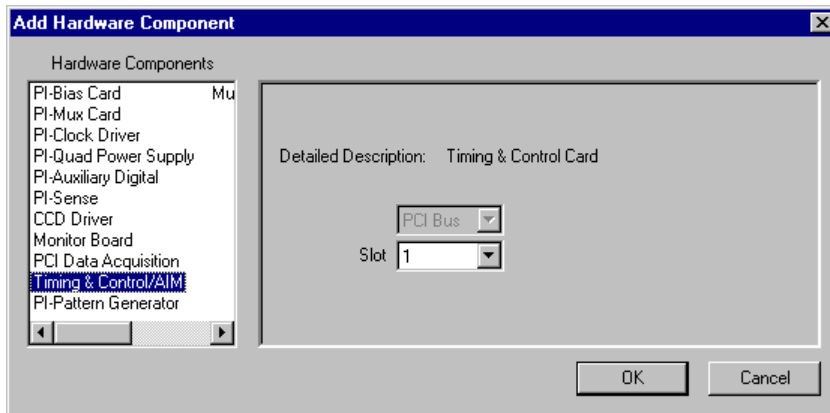 Add Hardware Component
Hardware Components
PI-Bias Card Mu
PI-Mux Card
PI-Clock Driver
PI-Quad Power Supply
PI-Auxiliary Digital
PI-Sense
CCD Driver
Monitor Board
PCI Data Acquisition
Timing & Control/AIM
PI-Pattern Generator
Detailed Description: Timing & Control Card
PCI Bus
Slot 1
OK Cancel